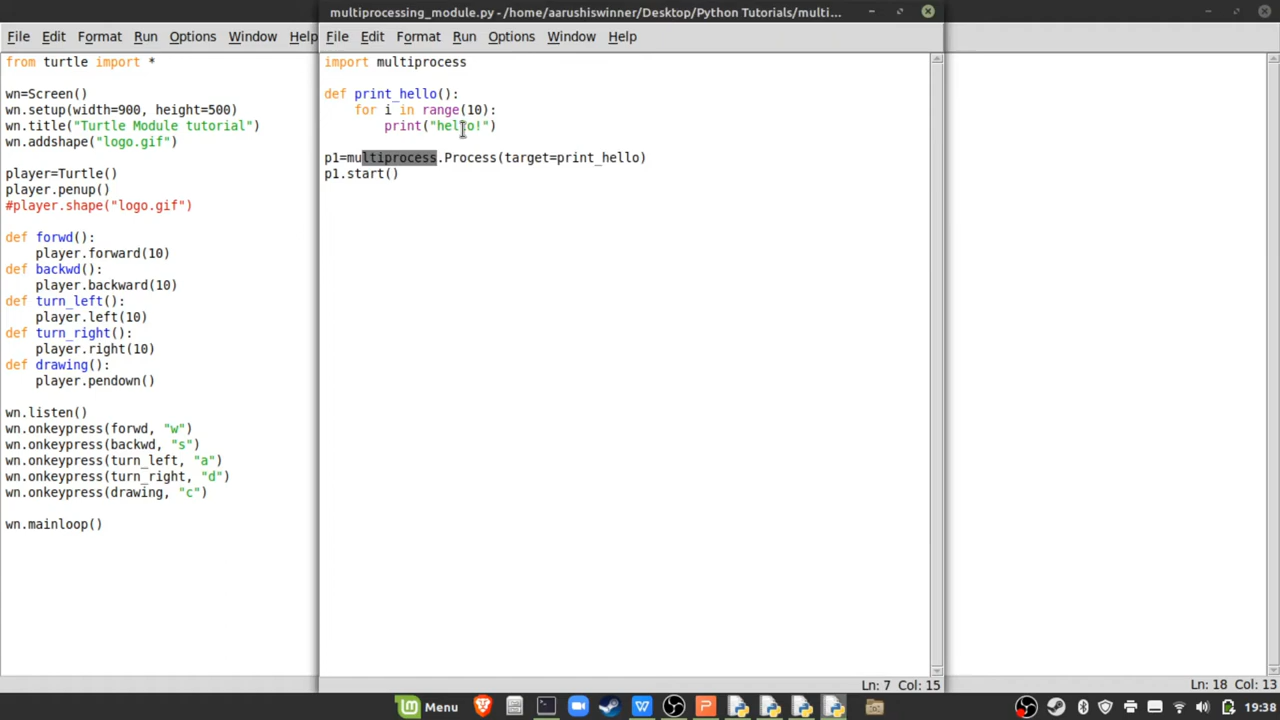 multiprocessing_module.py - /home/aarushiswinner/Desktop/Python Tutorials/multi...
File Edit Format Run Options Window Help
from turtle import *
wn=Screen()
wn.setup(width=900, height=500)
wn.title("Turtle Module tutorial")
wn.addshape("logo.gif")
player=Turtle()
player.penup()
#player.shape("logo.gif")
def forwd():
    player.forward(10)
def backwd():
    player.backward(10)
def turn_left():
    player.left(10)
def turn_right():
    player.right(10)
def drawing():
    player.pendown()
wn.listen()
wn.onkeypress(forwd, "w")
wn.onkeypress(backwd, "s")
wn.onkeypress(turn_left, "a")
wn.onkeypress(turn_right, "d")
wn.onkeypress(drawing, "c")
wn.mainloop()
File Edit Format Run Options Window Help
import multiprocess
def print_hello():
    for i in range(10):
        print("hello!")
p1=multiprocess.Process(target=print_hello)
p1.start()
Ln: 7 Col: 15
Ln: 18 Col: 13
Menu
19:38